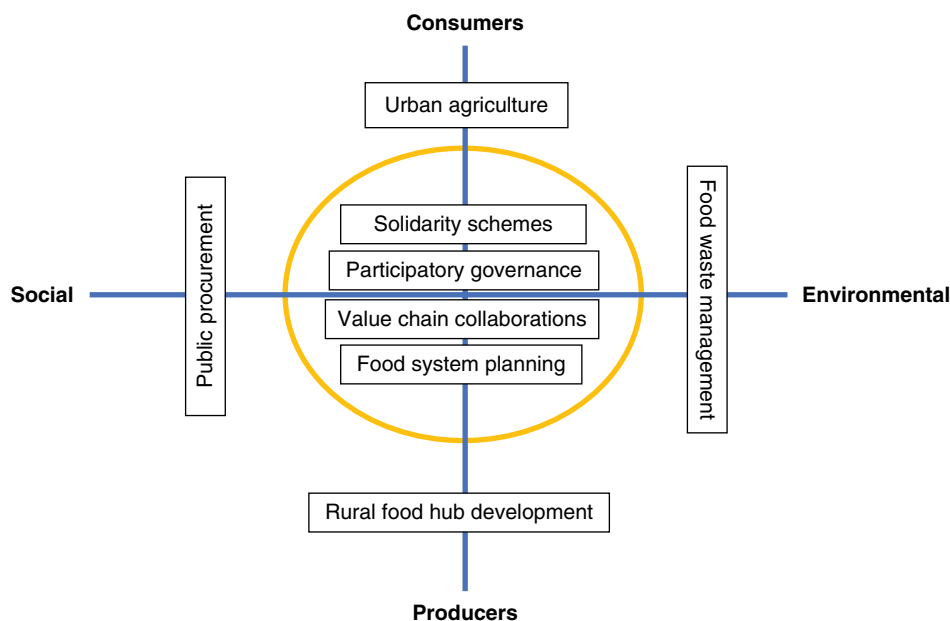 Consumers
Urban agriculture
Solidarity schemes
Participatory governance
Social
Public procurement
Food waste management
Environmental
Value chain collaborations
Food system planning
Rural food hub development
Producers